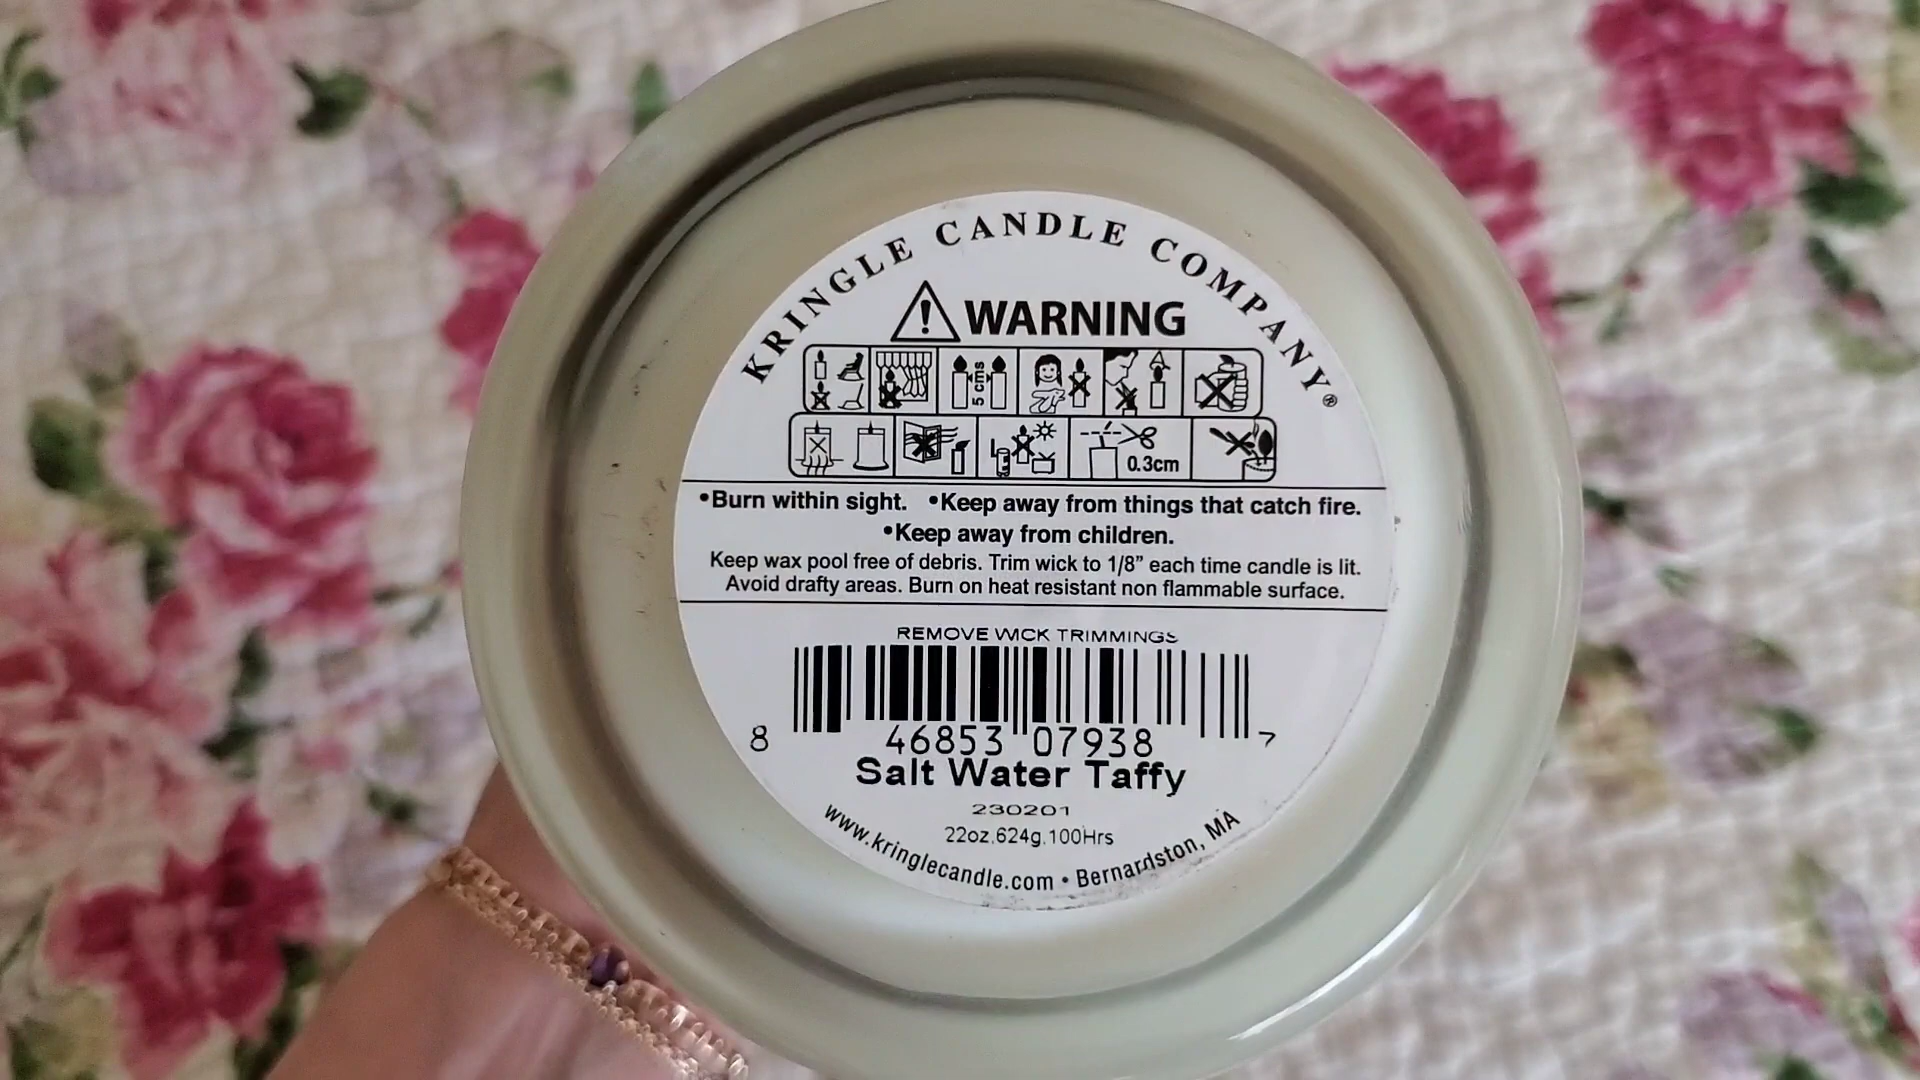 KRINGLE CANDLE COMPANY®
WARNING
5 cms
0.3cm
•Burn within sight. •Keep away from things that catch fire.
•Keep away from children.
Keep wax pool free of debris. Trim wick to 1/8” each time candle is lit.
Avoid drafty areas. Burn on heat resistant non flammable surface.
REMOVE WICK TRIMMINGS
8 46853 07938 7
Salt Water Taffy
230201
22oz.624g.100Hrs
www.kringlecandle.com • Bernardston, MA